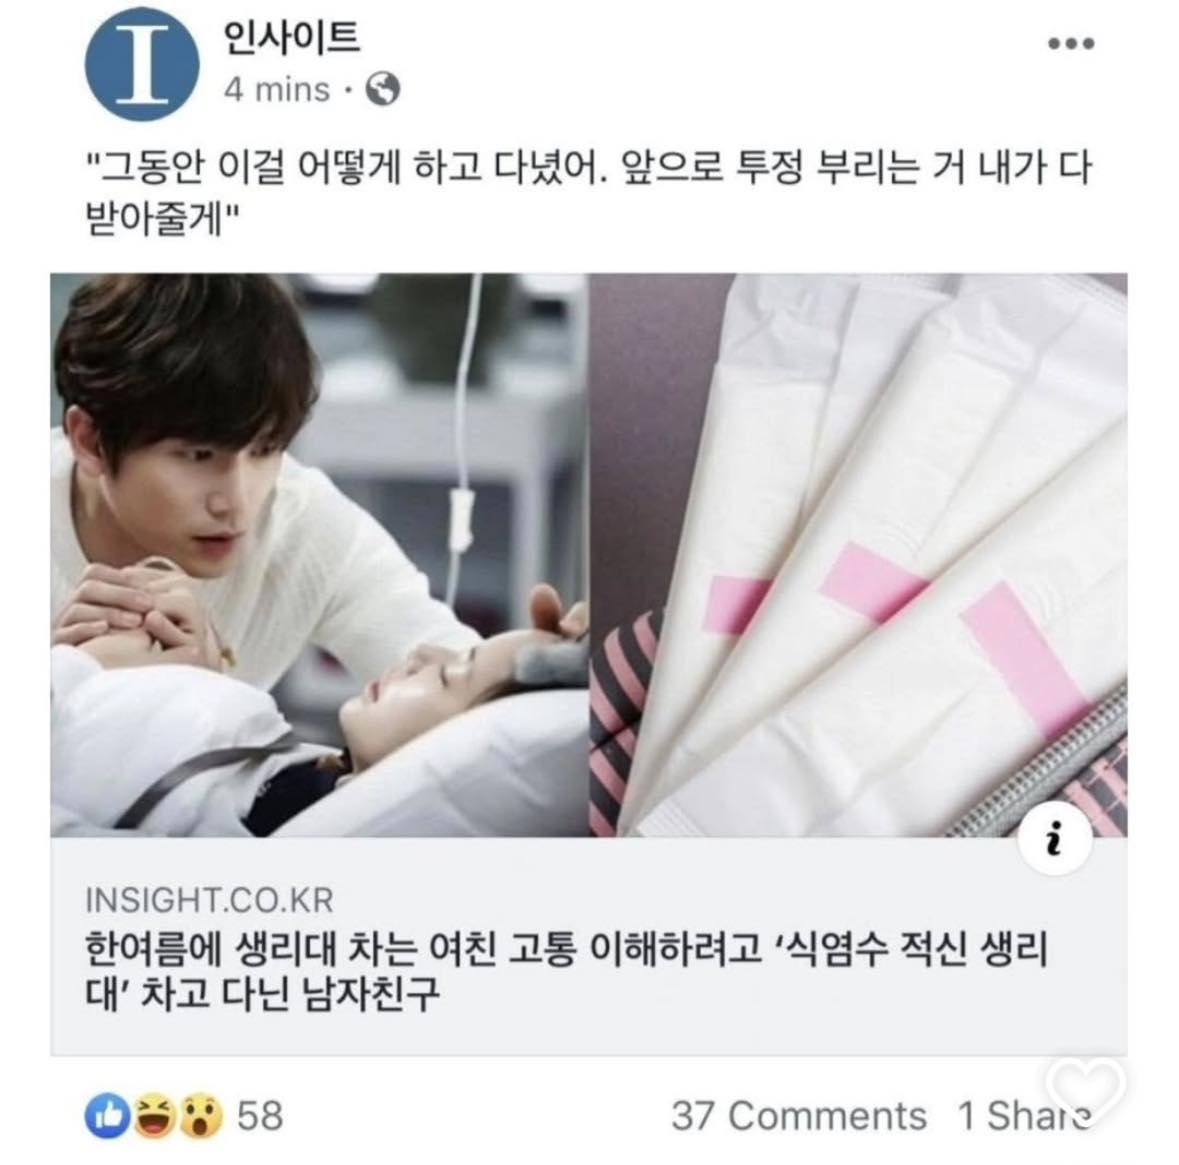 I
인사이트
4 mins ·
"그동안 이걸 어떻게 하고 다녔어. 앞으로 투정 부리는 거 내가 다
받아줄게"
i
INSIGHT.CO.KR
한여름에 생리대 차는 여친 고통 이해하려고 ‘식염수 적신 생리
대’ 차고 다닌 남자친구
58
37 Comments 1 Share